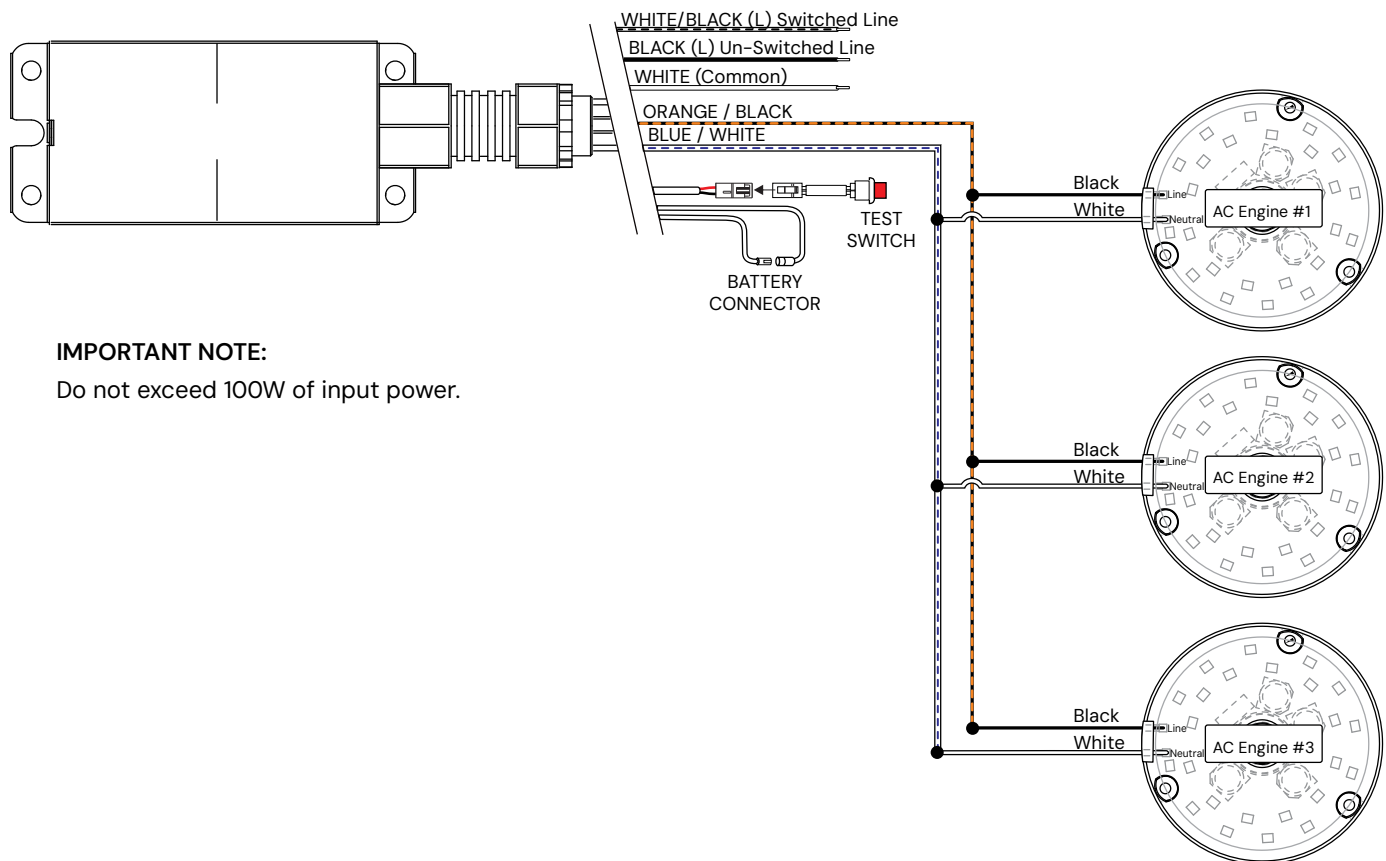 WHITE/BLACK (L) Switched Line
BLACK (L) Un-Switched Line
WHITE (Common)
ORANGE / BLACK
BLUE / WHITE
TEST
SWITCH
BATTERY
CONNECTOR
Black
White
Line
Neutral
AC Engine #1
IMPORTANT NOTE:
Do not exceed 100W of input power.
Black
White
Line
Neutral
AC Engine #2
Black
White
Line
Neutral
AC Engine #3